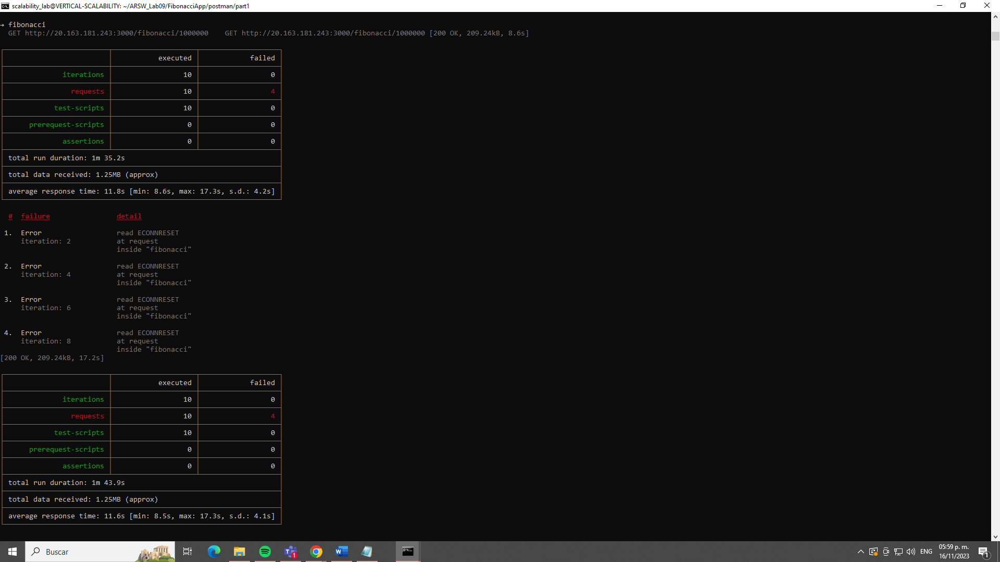 scalability_lab@VERTICAL-SCALABILITY: ~/ARSW_Lab09/FibonacciApp/postman/part1
→ fibonacci
GET http://20.163.181.243:3000/fibonacci/1000000 GET http://20.163.181.243:3000/fibonacci/1000000 [200 OK, 209.24kB, 8.6s]
executed failed
iterations 10 0
requests 10 4
test-scripts 10 0
prerequest-scripts 0 0
assertions 0 0
total run duration: 1m 35.2s
total data received: 1.25MB (approx)
average response time: 11.8s [min: 8.6s, max: 17.3s, s.d.: 4.2s]
# failure detail
1. Error read ECONNRESET
iteration: 2 at request
inside "fibonacci"
2. Error read ECONNRESET
iteration: 4 at request
inside "fibonacci"
3. Error read ECONNRESET
iteration: 6 at request
inside "fibonacci"
4. Error read ECONNRESET
iteration: 8 at request
inside "fibonacci"
[200 OK, 209.24kB, 17.2s]
executed failed
iterations 10 0
requests 10 4
test-scripts 10 0
prerequest-scripts 0 0
assertions 0 0
total run duration: 1m 43.9s
total data received: 1.25MB (approx)
average response time: 11.6s [min: 8.5s, max: 17.3s, s.d.: 4.1s]
Buscar
1
ENG
05:59 p. m.
16/11/2023
1